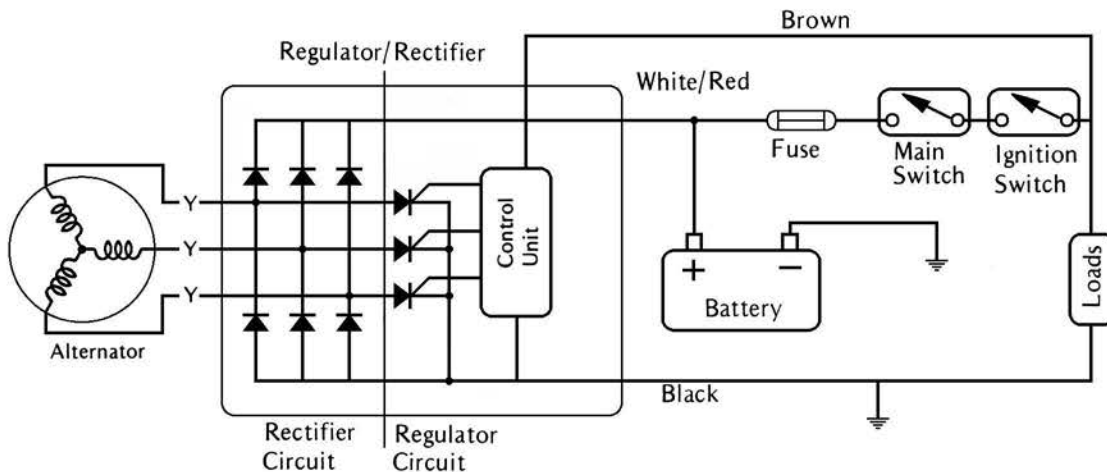 Brown
Regulator/Rectifier
White/Red
Fuse
Main
Switch
Ignition
Switch
Y
Y
Y
Control
Unit
+
−
Battery
Loads
Alternator
Black
Rectifier
Circuit
Regulator
Circuit